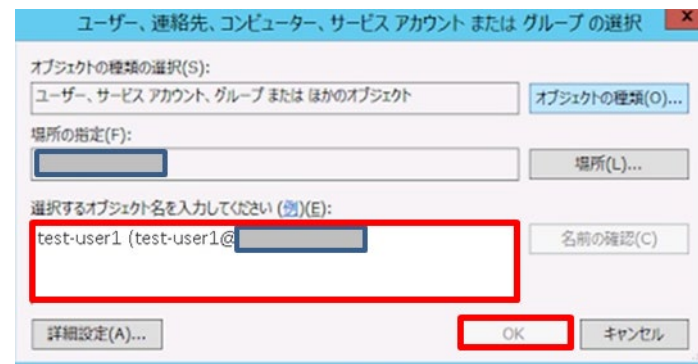 ユーザー、連絡先、コンピューター、サービス アカウント または グループ の選択
x
オブジェクトの種類の選択(S):
ユーザー、サービス アカウント、グループ または ほかのオブジェクト
オブジェクトの種類(O)...
場所の指定(F):
場所(L)...
選択するオブジェクト名を入力してください (例)(E):
test-user1 (test-user1@
名前の確認(C)
詳細設定(A)...
OK
キャンセル